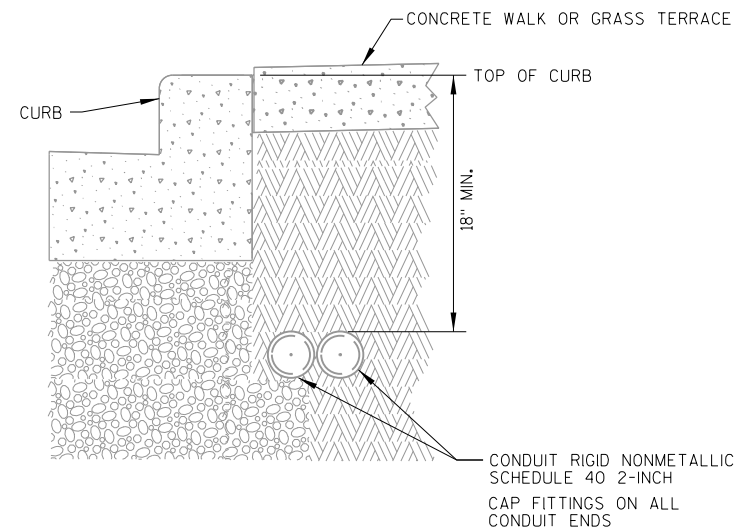 CONCRETE WALK OR GRASS TERRACE
TOP OF CURB
CURB
18" MIN.
CONDUIT RIGID NONMETALLIC
SCHEDULE 40 2-INCH
CAP FITTINGS ON ALL
CONDUIT ENDS